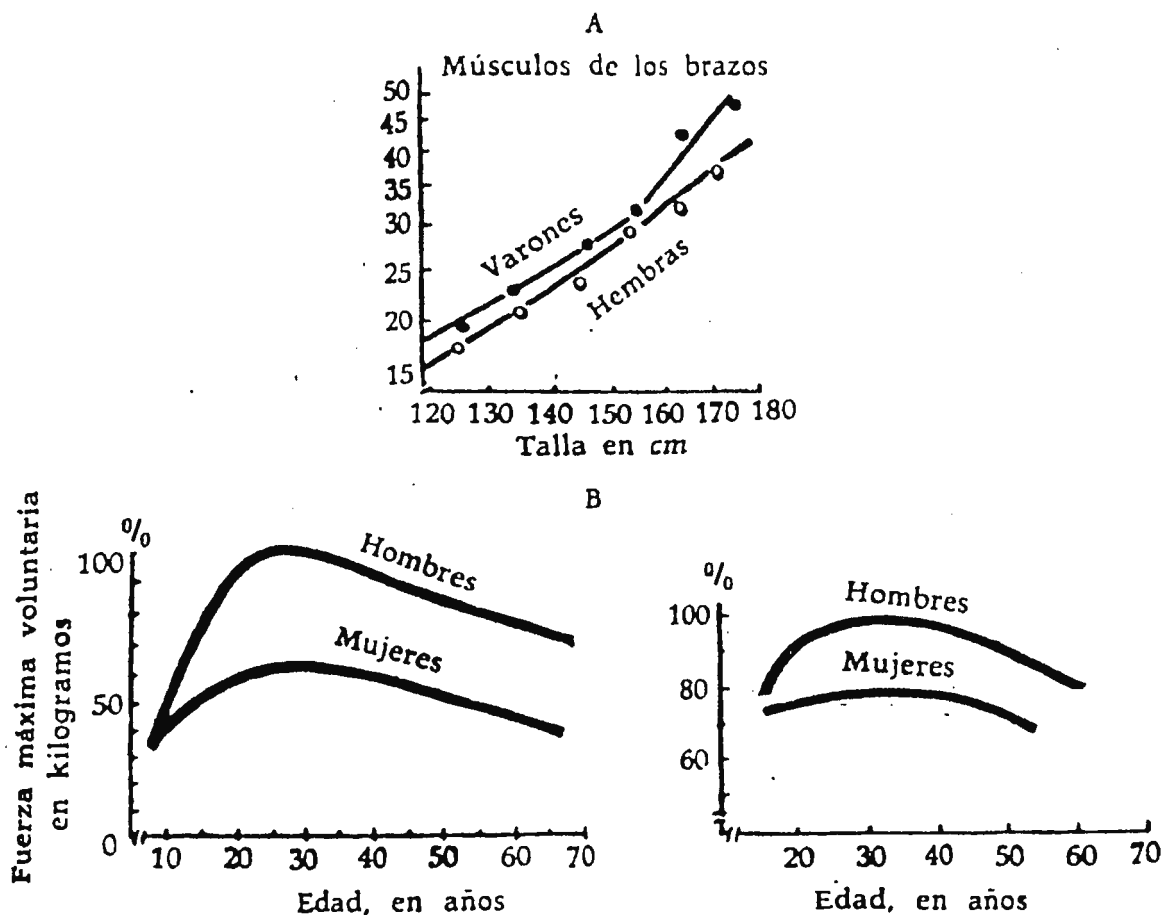 A
Músculos de los brazos
50
45
40
35
30
25
20
15
Varones
Hembras
120 130 140 150 160 170 180
Talla en cm
B
Fuerza máxima voluntaria
en kilogramos
%
100
50
0
Hombres
Mujeres
10 20 30 40 50 60 70
Edad, en años
%
100
80
60
Hombres
Mujeres
20 30 40 50 60 70
Edad, en años